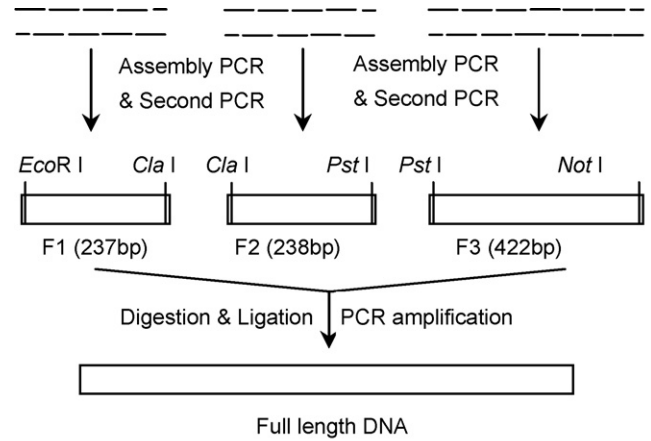 Assembly PCR
& Second PCR
Assembly PCR
& Second PCR
EcoR I Cla I Cla I Pst I Pst I Not I
F1 (237bp) F2 (238bp) F3 (422bp)
Digestion & Ligation PCR amplification
Full length DNA